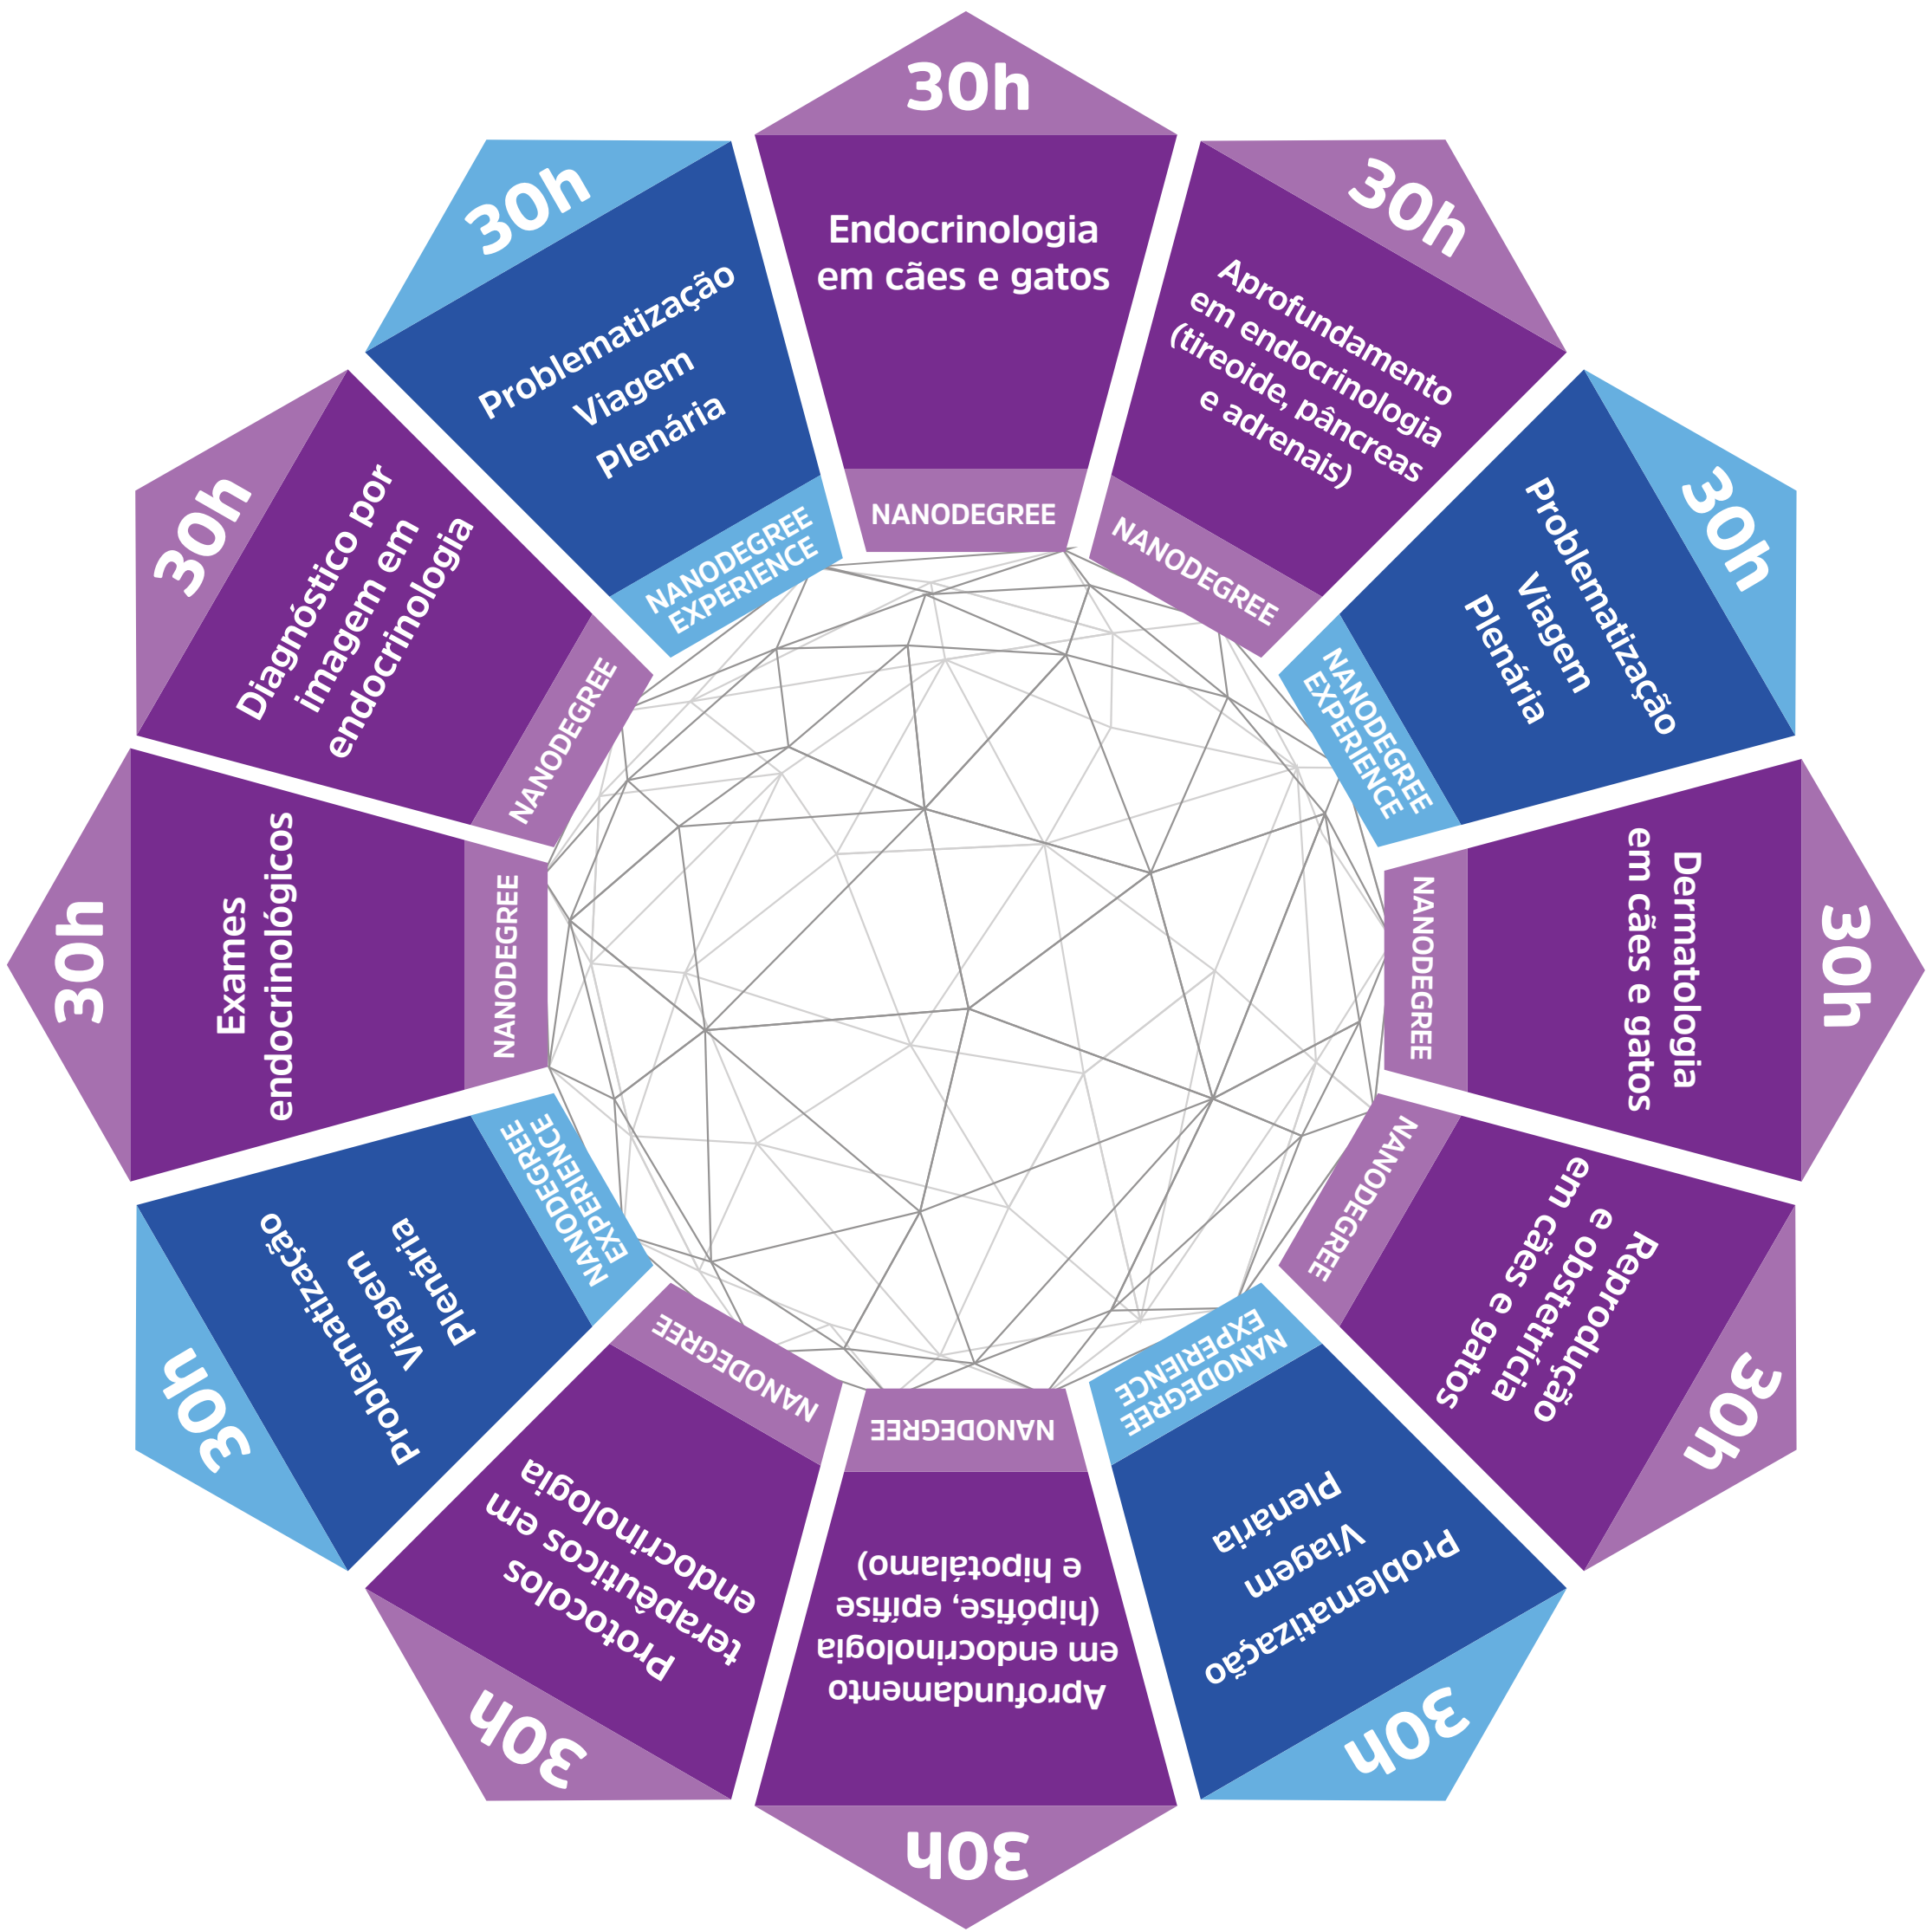 30h
Endocrinologia
em cães e gatos
NANODEGREE
30h
Aprofundamento
em endocrinologia
(tireoide, pâncreas
e adrenais)
NANODEGREE
30h
Problematização
Viagem
Plenária
NANODEGREE
EXPERIENCE
30h
Dermatologia
em cães e gatos
NANODEGREE
30h
Reprodução
e obstetrícia
em cães e gatos
NANODEGREE
30h
Problematização
Viagem
Plenária
NANODEGREE
EXPERIENCE
30h
Aprofundamento
em endocrinologia
(hipófise, epífise
e hipotálamo)
NANODEGREE
30h
Protocolos
terapêuticos em
endocrinologia
NANODEGREE
30h
Problematização
Viagem
Plenária
NANODEGREE
EXPERIENCE
30h
Exames
endocrinológicos
NANODEGREE
30h
Diagnóstico por
imagem em
endocrinologia
NANODEGREE
30h
Problematização
Viagem
Plenária
NANODEGREE
EXPERIENCE